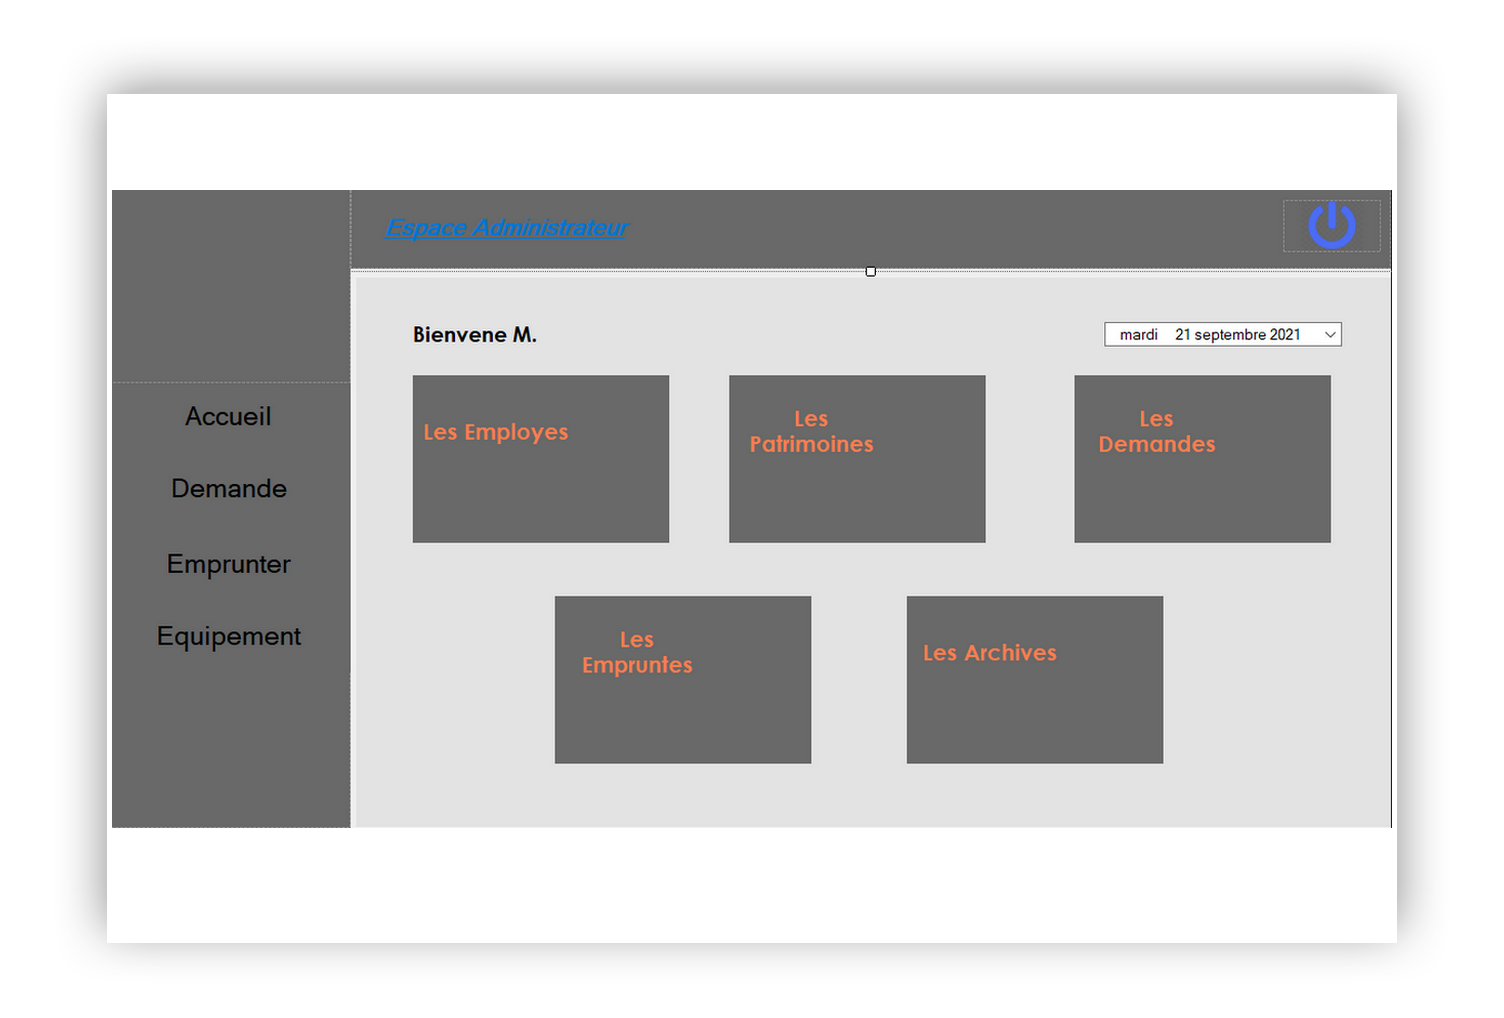 Espace Administrateur
Bienvene M.
mardi 21 septembre 2021
Accueil
Demande
Emprunter
Equipement
Les Employes
Les
Patrimoines
Les
Demandes
Les
Empruntes
Les Archives